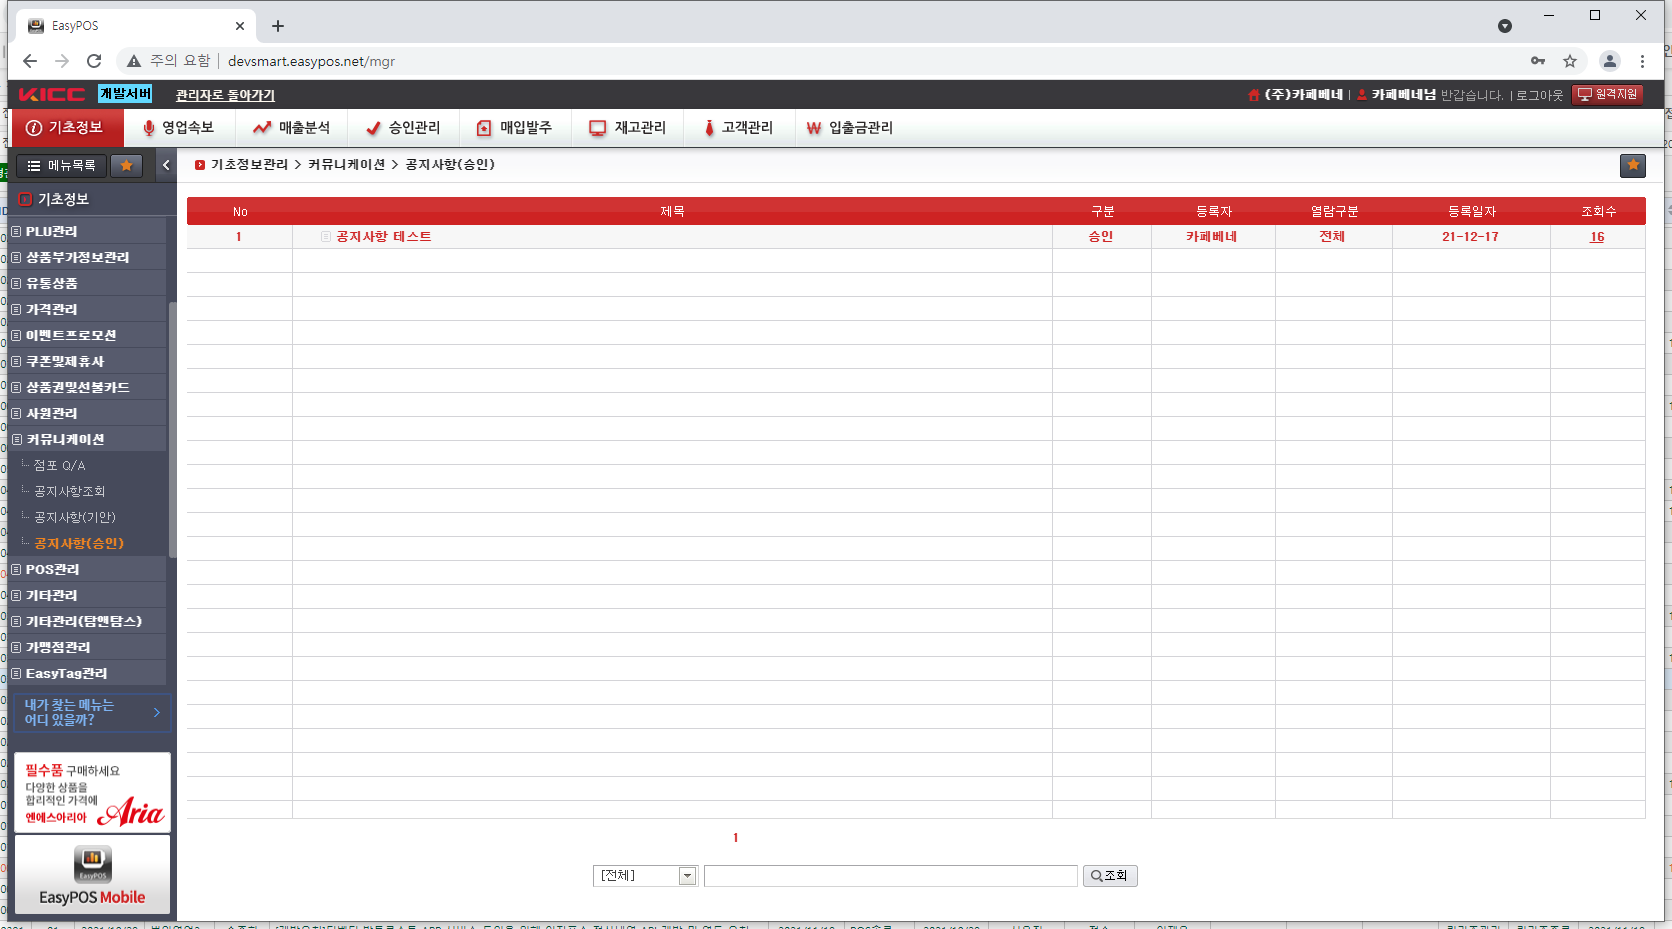 EasyPOS
주의 요함 | devsmart.easypos.net/mgr
KICC 개발서버 관리자로 돌아가기
(주)카페베네 | 카페베네님 반갑습니다. | 로그아웃 원격지원
기초정보 영업속보 매출분석 승인관리 매입발주 재고관리 고객관리 입출금관리
메뉴목록
기초정보관리 > 커뮤니케이션 > 공지사항(승인)
기초정보
PLU관리
상품부가정보관리
유통상품
가격관리
이벤트프로모션
쿠폰및제휴사
상품권및선불카드
사원관리
커뮤니케이션
점포 Q/A
공지사항조회
공지사항(기안)
공지사항(승인)
POS관리
기타관리
기타관리(탐앤탐스)
가맹점관리
EasyTag관리
내가 찾는 메뉴는
어디 있을까?
필수품 구매하세요
다양한 상품을
합리적인 가격에
엔에스아리아 Aria
EasyPOS
EasyPOS Mobile
No 제목 구분 등록자 열람구분 등록일자 조회수
1 공지사항 테스트 승인 카페베네 전체 21-12-17 16
1
[전체] 조회